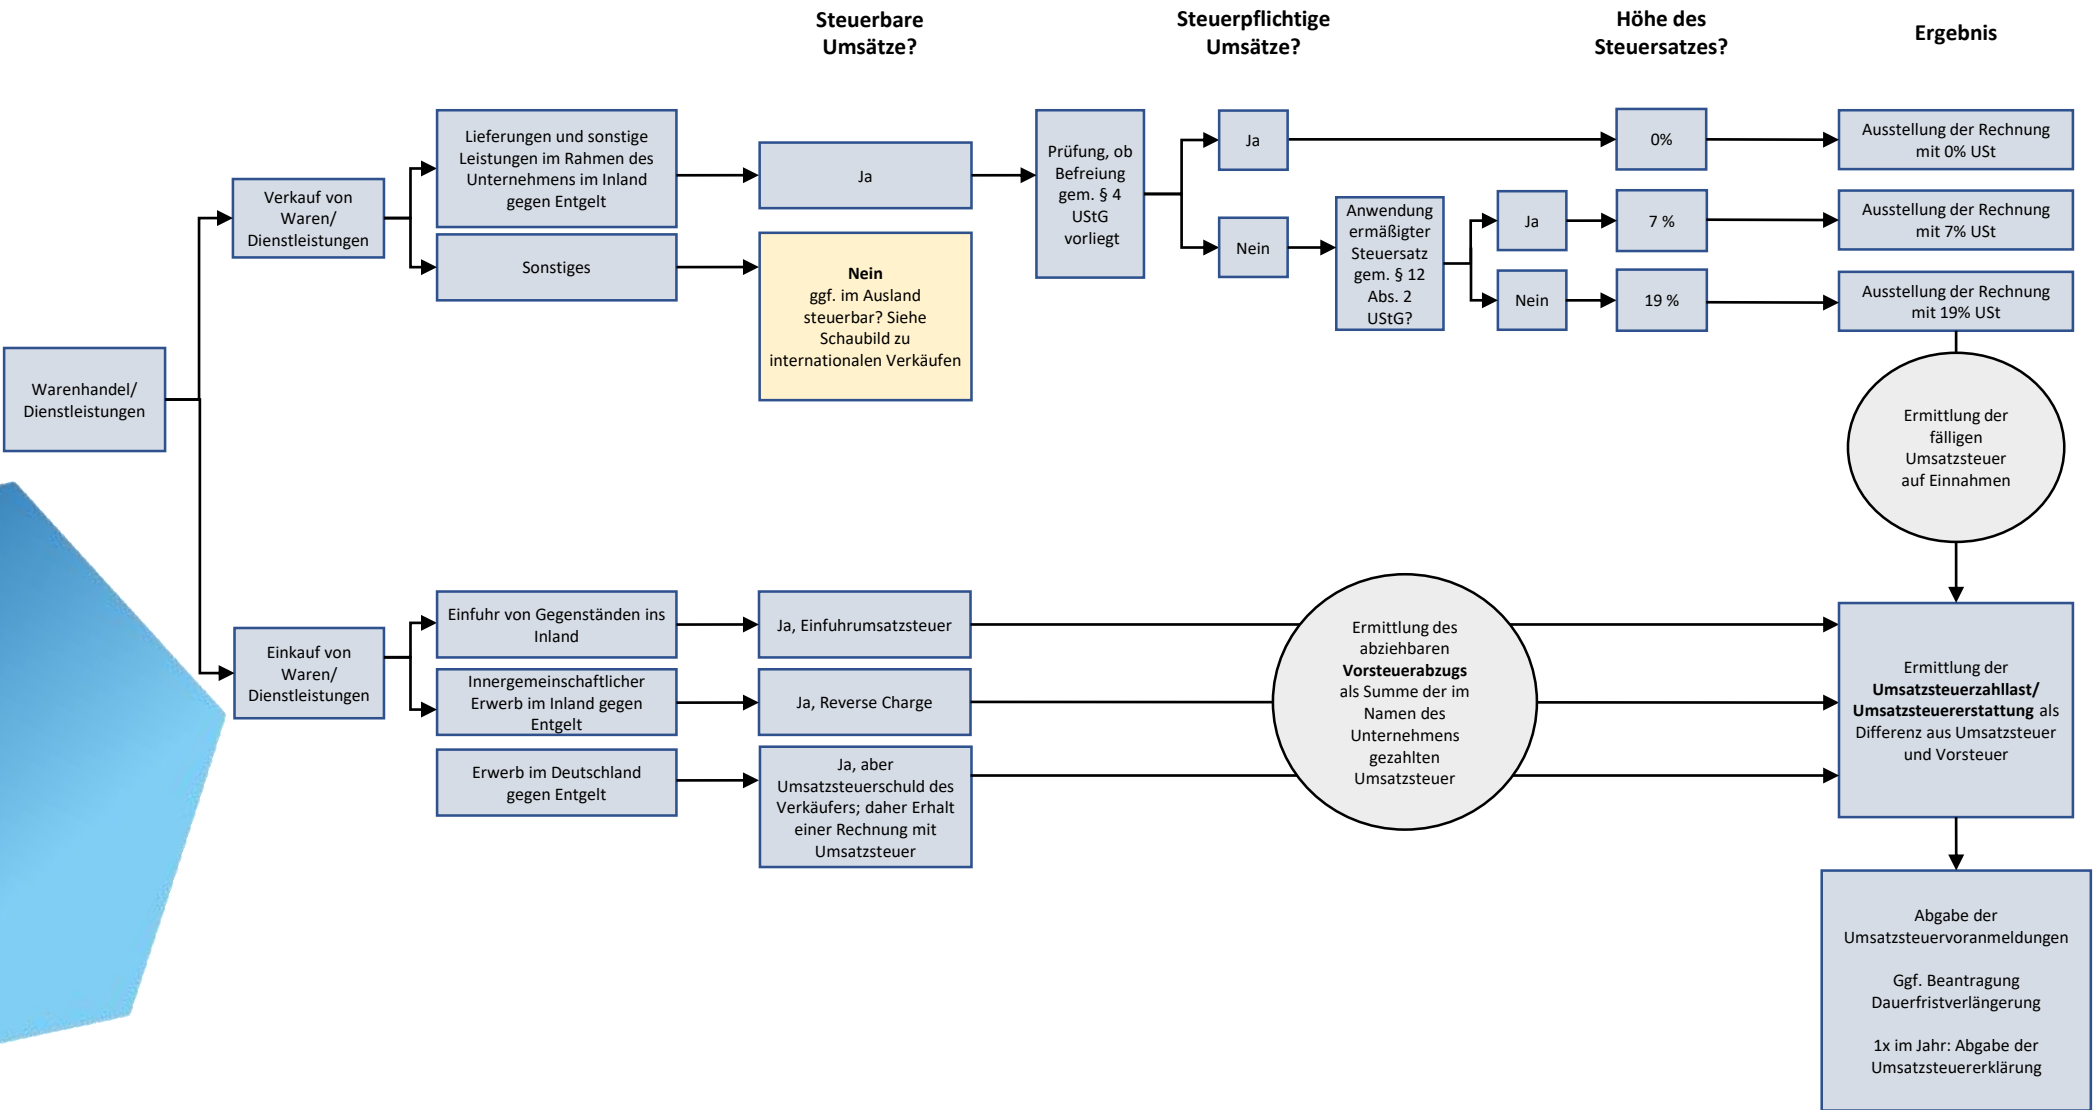 Steuerbare
Umsätze?
Steuerpflichtige
Umsätze?
Höhe des
Steuersatzes?
Ergebnis
Warenhandel/
Dienstleistungen
Verkauf von
Waren/
Dienstleistungen
Lieferungen und sonstige
Leistungen im Rahmen des
Unternehmens im Inland
gegen Entgelt
Ja
Prüfung, ob
Befreiung
gem. § 4
UStG
vorliegt
Ja
0%
Ausstellung der Rechnung
mit 0% USt
Nein
Anwendung
ermäßigter
Steuersatz
gem. § 12
Abs. 2
UStG?
Ja
7 %
Ausstellung der Rechnung
mit 7% USt
Nein
19 %
Ausstellung der Rechnung
mit 19% USt
Sonstiges
Nein
ggf. im Ausland
steuerbar? Siehe
Schaubild zu
internationalen Verkäufen
Ermittlung der
fälligen
Umsatzsteuer
auf Einnahmen
Einkauf von
Waren/
Dienstleistungen
Einfuhr von Gegenständen ins
Inland
Ja, Einfuhrumsatzsteuer
Innergemeinschaftlicher
Erwerb im Inland gegen
Entgelt
Ja, Reverse Charge
Erwerb im Deutschland
gegen Entgelt
Ja, aber
Umsatzsteuerschuld des
Verkäufers; daher Erhalt
einer Rechnung mit
Umsatzsteuer
Ermittlung des
abziehbaren
Vorsteuerabzugs
als Summe der im
Namen des
Unternehmens
gezahlten
Umsatzsteuer
Ermittlung der
Umsatzsteuerzahllast/
Umsatzsteuererstattung als
Differenz aus Umsatzsteuer
und Vorsteuer
Abgabe der
Umsatzsteuervoranmeldungen
Ggf. Beantragung
Dauerfristverlängerung
1x im Jahr: Abgabe der
Umsatzsteuererklärung